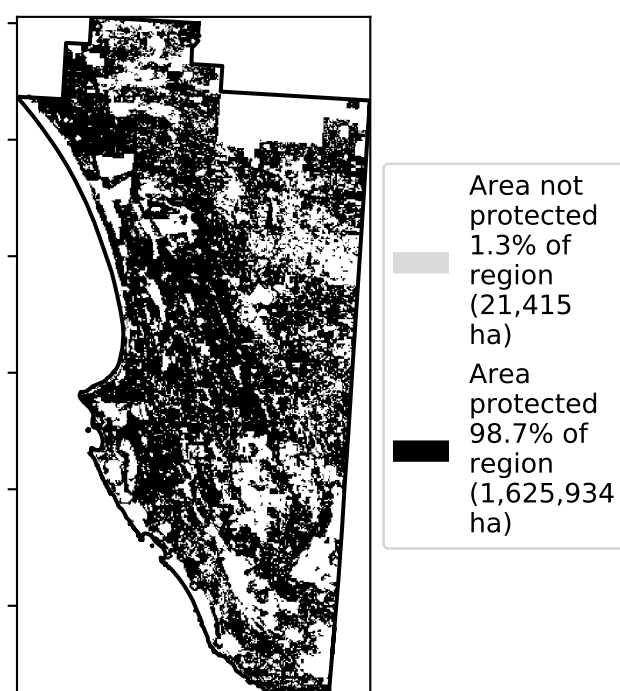 Area not
protected
1.3% of
region
(21,415
ha)
Area
protected
98.7% of
region
(1,625,934
ha)